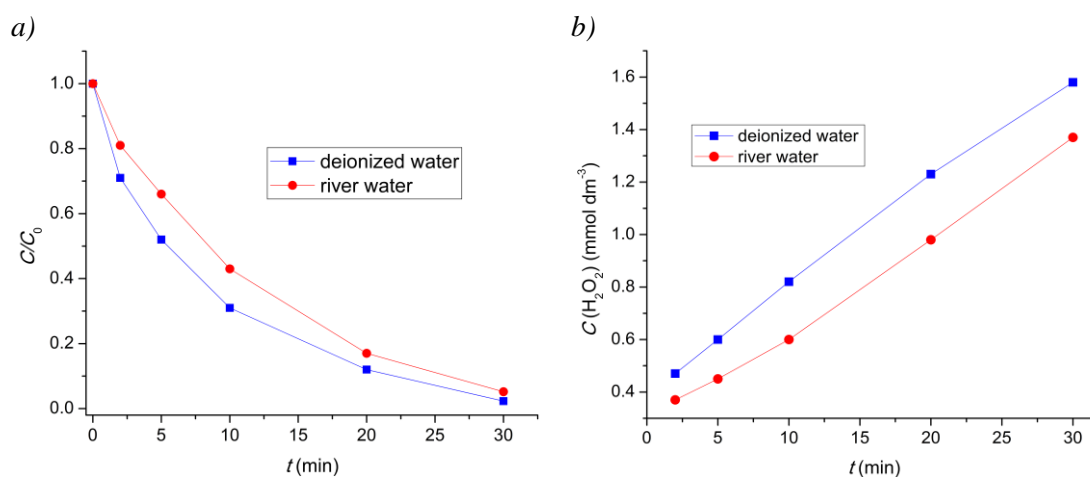 a)
1.0
0.8
0.6
0.4
0.2
0.0
C/C₀
deionized water
river water
0 5 10 15 20 25 30
t (min)
b)
1.6
1.4
1.2
1.0
0.8
0.6
0.4
C (H₂O₂) (mmol dm⁻³)
deionized water
river water
0 5 10 15 20 25 30
t (min)